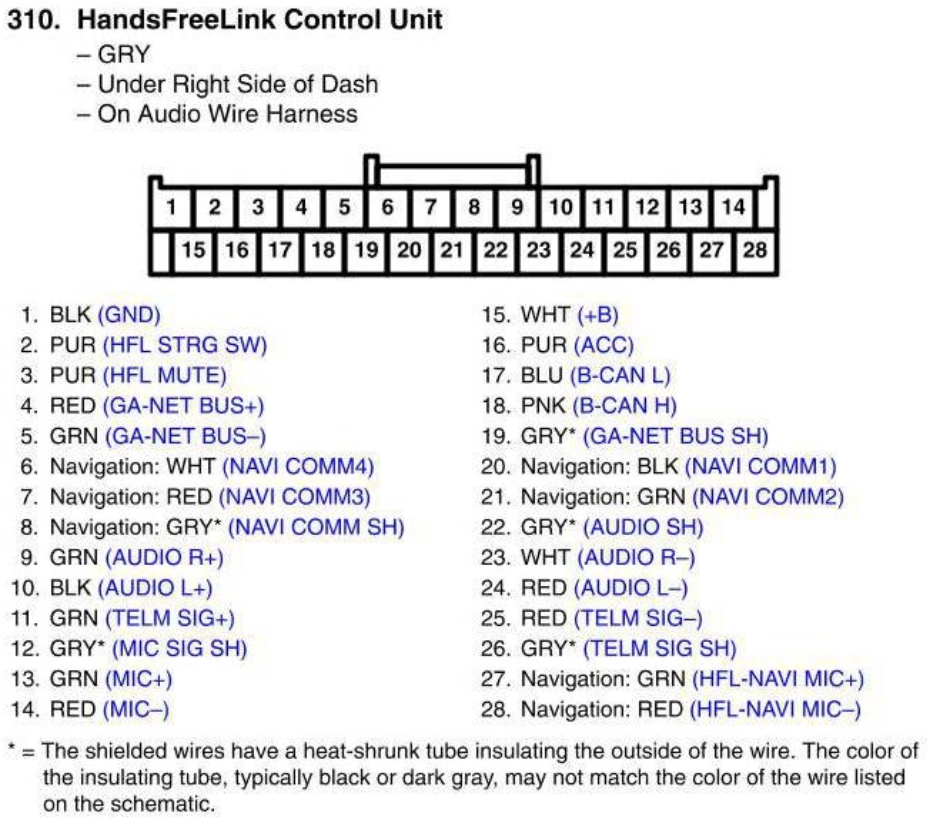 310. HandsFreeLink Control Unit
– GRY
– Under Right Side of Dash
– On Audio Wire Harness
1 2 3 4 5 6 7 8 9 10 11 12 13 14
15 16 17 18 19 20 21 22 23 24 25 26 27 28
1. BLK (GND)
2. PUR (HFL STRG SW)
3. PUR (HFL MUTE)
4. RED (GA-NET BUS+)
5. GRN (GA-NET BUS–)
6. Navigation: WHT (NAVI COMM4)
7. Navigation: RED (NAVI COMM3)
8. Navigation: GRY* (NAVI COMM SH)
9. GRN (AUDIO R+)
10. BLK (AUDIO L+)
11. GRN (TELM SIG+)
12. GRY* (MIC SIG SH)
13. GRN (MIC+)
14. RED (MIC–)
15. WHT (+B)
16. PUR (ACC)
17. BLU (B-CAN L)
18. PNK (B-CAN H)
19. GRY* (GA-NET BUS SH)
20. Navigation: BLK (NAVI COMM1)
21. Navigation: GRN (NAVI COMM2)
22. GRY* (AUDIO SH)
23. WHT (AUDIO R–)
24. RED (AUDIO L–)
25. RED (TELM SIG–)
26. GRY* (TELM SIG SH)
27. Navigation: GRN (HFL-NAVI MIC+)
28. Navigation: RED (HFL-NAVI MIC–)
* = The shielded wires have a heat-shrunk tube insulating the outside of the wire. The color of
the insulating tube, typically black or dark gray, may not match the color of the wire listed
on the schematic.